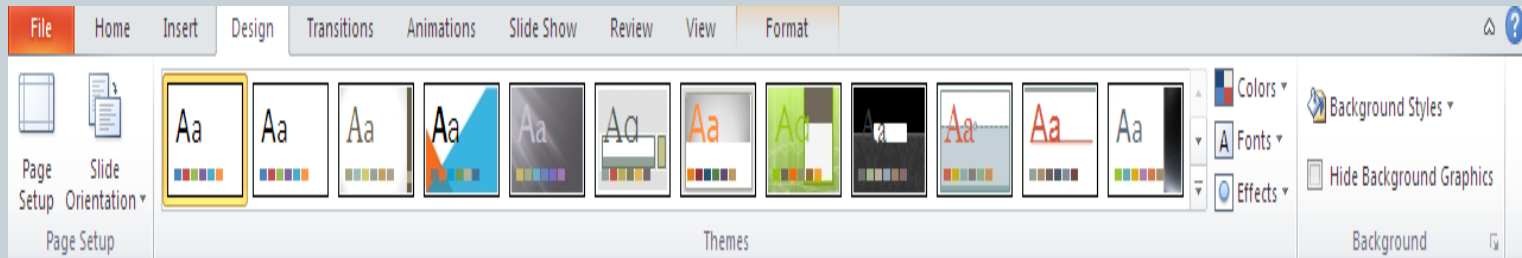 File Home Insert Design Transitions Animations Slide Show Review View Format ?
Aa Aa Aa Aa Aa Aa Aa Aa Aa Aa Aa Aa
Page Setup
Slide Orientation
Colors
Fonts
Effects
Background Styles
Hide Background Graphics
Page Setup Themes Background